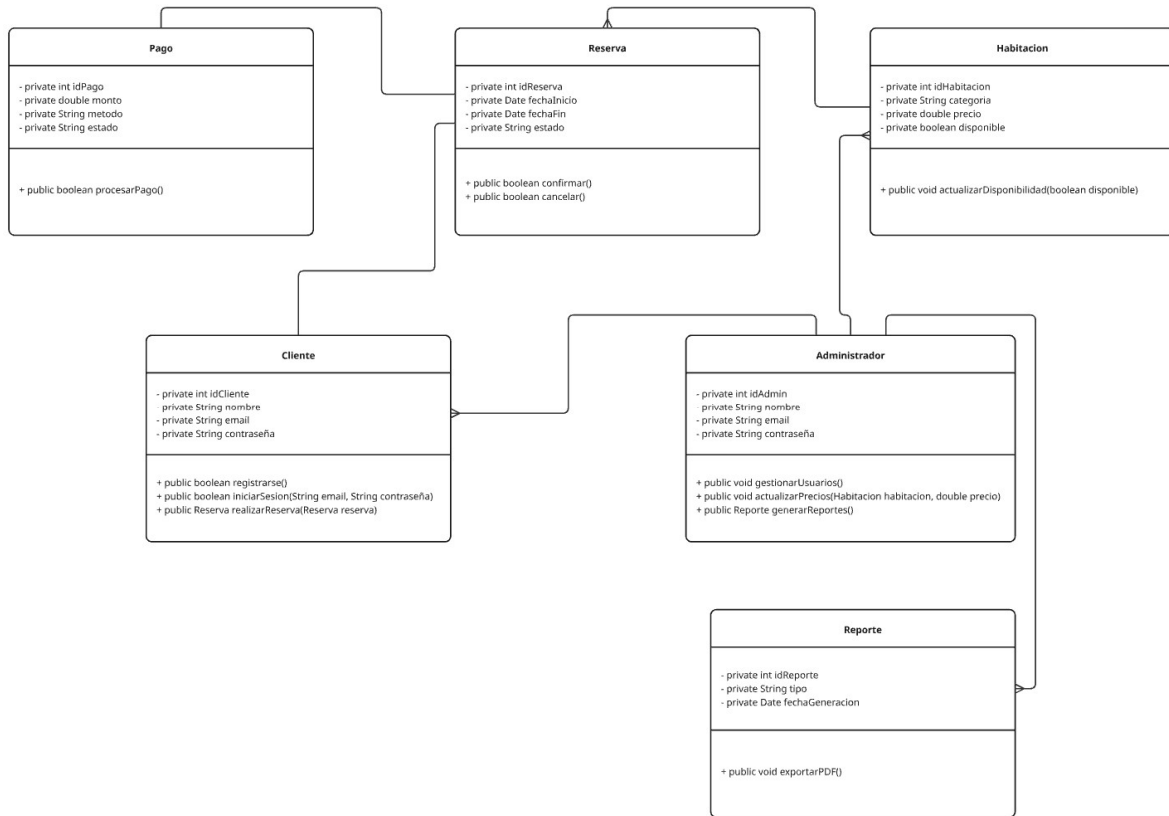 Pago
- private int idPago
- private double monto
- private String metodo
- private String estado
+ public boolean procesarPago()
Reserva
- private int idReserva
- private Date fechaInicio
- private Date fechaFin
- private String estado
+ public boolean confirmar()
+ public boolean cancelar()
Habitacion
- private int idHabitacion
- private String categoria
- private double precio
- private boolean disponible
+ public void actualizarDisponibilidad(boolean disponible)
Cliente
- private int idCliente
- private String nombre
- private String email
- private String contraseña
+ public boolean registrarse()
+ public boolean iniciarSesion(String email, String contraseña)
+ public Reserva realizarReserva(Reserva reserva)
Administrador
- private int idAdmin
- private String nombre
- private String email
- private String contraseña
+ public void gestionarUsuarios()
+ public void actualizarPrecios(Habitacion habitacion, double precio)
+ public Reporte generarReportes()
Reporte
- private int idReporte
- private String tipo
- private Date fechaGeneracion
+ public void exportarPDF()